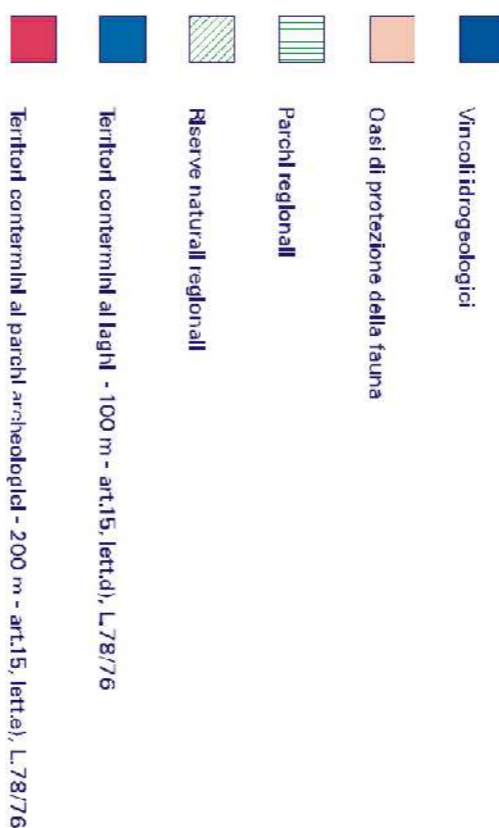 Vincoli idrogeologici
Oasi di protezione della fauna
Parchi regionali
Riserve naturali regionali
Territori contermini ai laghi - 100 m - art.15, lett.d), L.78/76
Territori contermini ai parchi archeologici - 200 m - art.15, lett.e), L.78/76